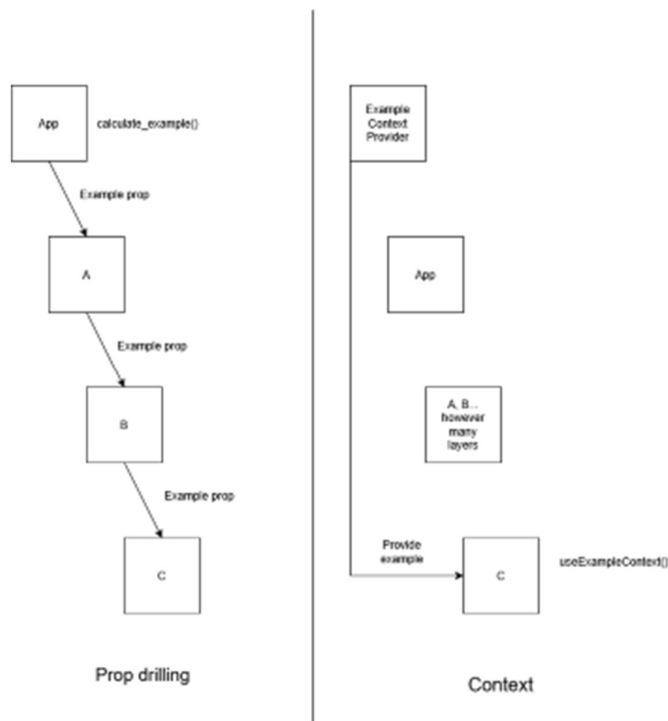 App
calculate_example()
Example prop
A
Example prop
B
Example prop
C
Prop drilling
Example
Context
Provider
App
A, B...
however
many
layers
Provide
example
C
useExampleContext()
Context